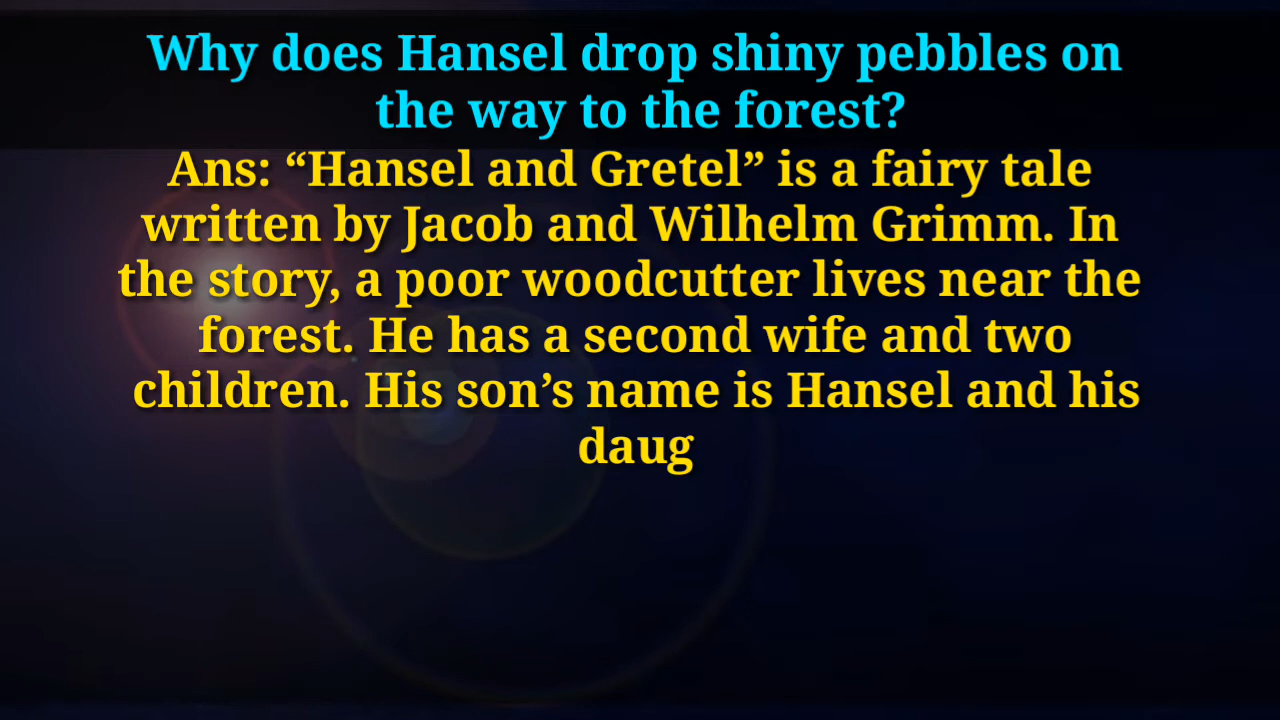 Why does Hansel drop shiny pebbles on
the way to the forest?
Ans: “Hansel and Gretel” is a fairy tale
written by Jacob and Wilhelm Grimm. In
the story, a poor woodcutter lives near the
forest. He has a second wife and two
children. His son’s name is Hansel and his
daug